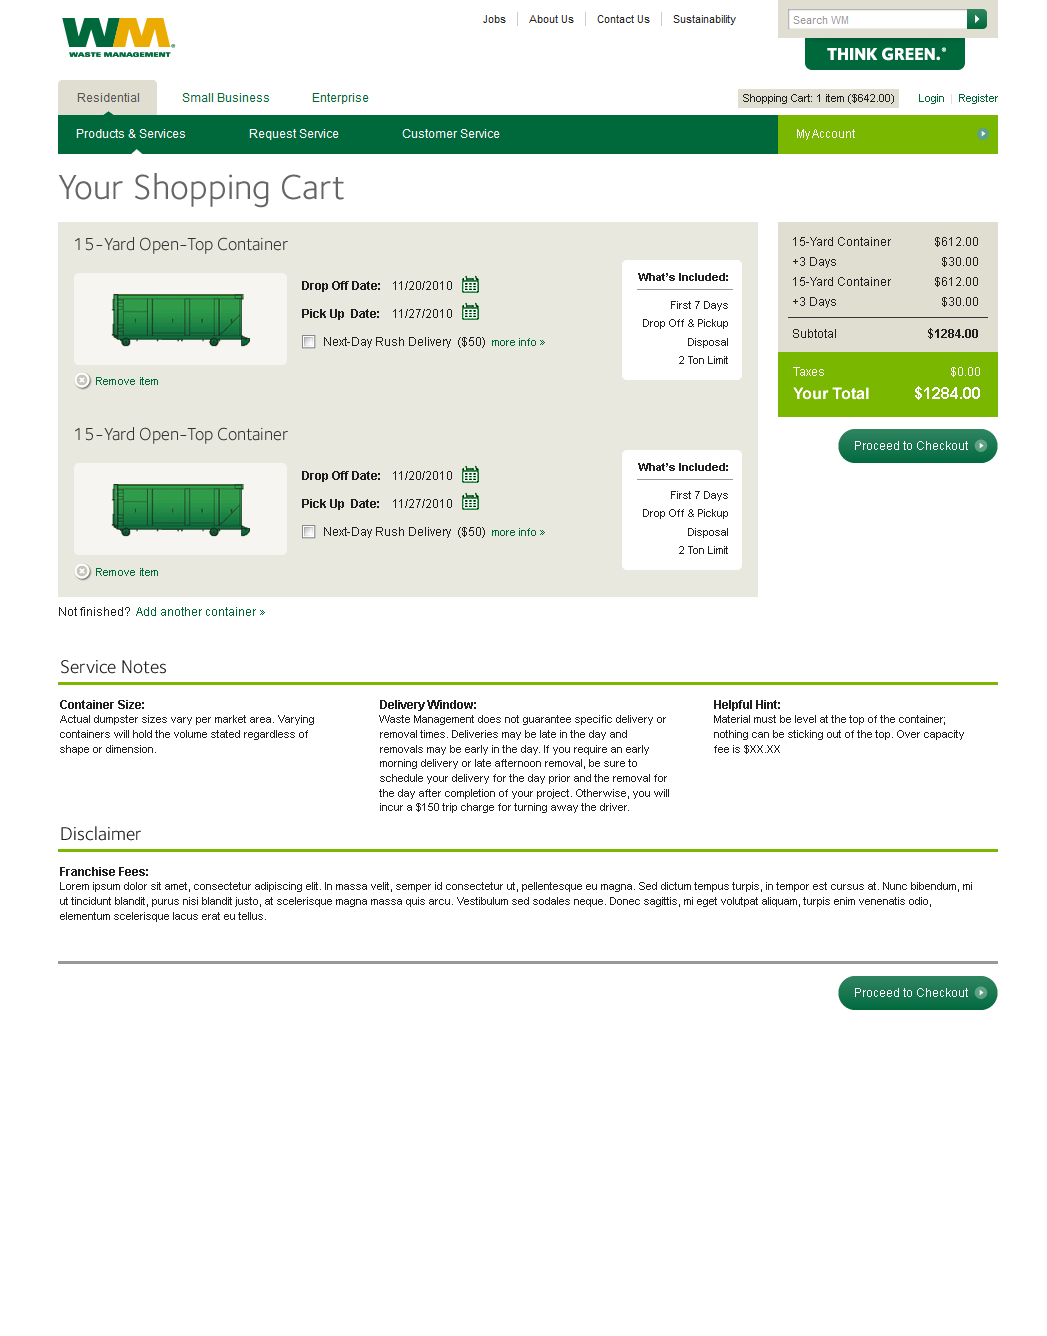 Jobs
About Us
Contact Us
Sustainability
Search WM
WM
WASTE MANAGEMENT
THINK GREEN.®
Residential
Small Business
Enterprise
Shopping Cart: 1 item ($642.00)
Login
Register
Products & Services
Request Service
Customer Service
My Account
Your Shopping Cart
15-Yard Open-Top Container
Drop Off Date: 11/20/2010
Pick Up Date: 11/27/2010
Next-Day Rush Delivery ($50) more info »
Remove item
What's Included:
First 7 Days
Drop Off & Pickup
Disposal
2 Ton Limit
15-Yard Open-Top Container
Drop Off Date: 11/20/2010
Pick Up Date: 11/27/2010
Next-Day Rush Delivery ($50) more info »
Remove item
What's Included:
First 7 Days
Drop Off & Pickup
Disposal
2 Ton Limit
15-Yard Container $612.00
+3 Days $30.00
15-Yard Container $612.00
+3 Days $30.00
Subtotal $1284.00
Taxes $0.00
Your Total $1284.00
Proceed to Checkout
Not finished? Add another container »
Service Notes
Container Size:
Actual dumpster sizes vary per market area. Varying
containers will hold the volume stated regardless of
shape or dimension.
Delivery Window:
Waste Management does not guarantee specific delivery or
removal times. Deliveries may be late in the day and
removals may be early in the day. If you require an early
morning delivery or late afternoon removal, be sure to
schedule your delivery for the day prior and the removal for
the day after completion of your project. Otherwise, you will
incur a $150 trip charge for turning away the driver.
Helpful Hint:
Material must be level at the top of the container;
nothing can be sticking out of the top. Over capacity
fee is $XX.XX
Disclaimer
Franchise Fees:
Lorem ipsum dolor sit amet, consectetur adipiscing elit. In massa velit, semper id consectetur ut, pellentesque eu magna. Sed dictum tempus turpis, in tempor est cursus at. Nunc bibendum, mi
ut tincidunt blandit, purus nisi blandit justo, at scelerisque magna massa quis arcu. Vestibulum sed sodales neque. Donec sagittis, mi eget volutpat aliquam, turpis enim venenatis odio,
elementum scelerisque lacus erat eu tellus.
Proceed to Checkout